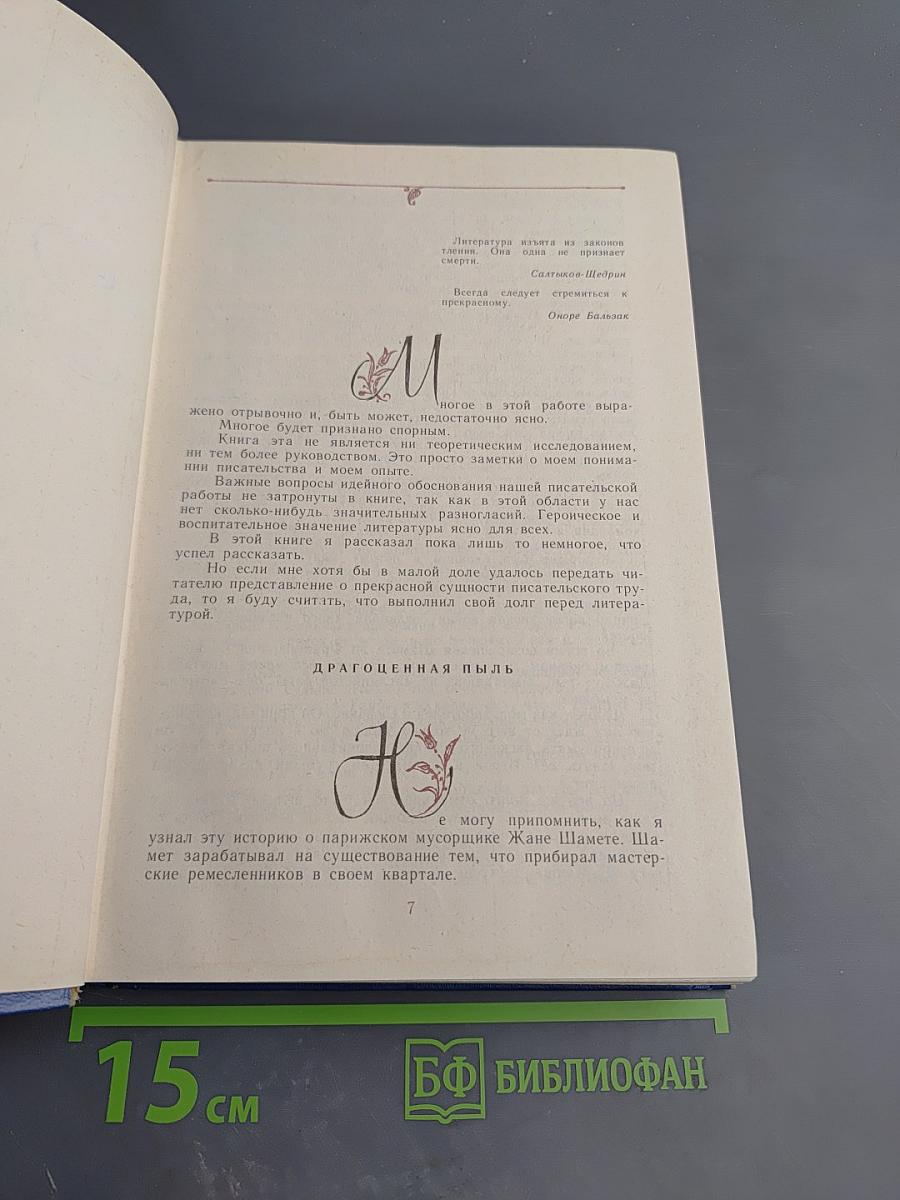 Литература изъята из законов
тления. Она одна не признает
смерти.
Салтыков-Щедрин
Всегда следует стремиться к
прекрасному.
Оноре Бальзак
Многое в этой работе выра-
жено отрывочно и, быть может, недостаточно ясно.
Многое будет признано спорным.
Книга эта не является ни теоретическим исследованием,
ни тем более руководством. Это просто заметки о моем понима-
нии писательства и моем опыте.
Важные вопросы идейного обоснования нашей писательской
работы не затронуты в книге, так как в этой области у нас
нет сколько-нибудь значительных разногласий. Героическое и
воспитательное значение литературы ясно для всех.
В этой книге я рассказал пока лишь то немногое, что
успел рассказать.
Но если мне хотя бы в малой доле удалось передать чи-
тателю представление о прекрасной сущности писательского тру-
да, то я буду считать, что выполнил свой долг перед литера-
турой.
ДРАГОЦЕННАЯ ПЫЛЬ
Не могу припомнить, как я
узнал эту историю о парижском мусорщике Жане Шамете. Ша-
мет зарабатывал на существование тем, что прибирал мастер-
ские ремесленников в своем квартале.
7
15 см
БФ БИБЛИОФАН